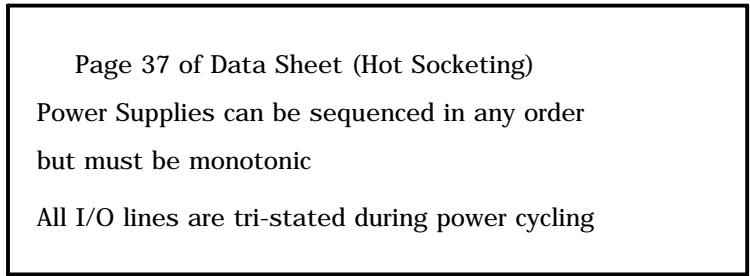 Page 37 of Data Sheet (Hot Socketing)
Power Supplies can be sequenced in any order
but must be monotonic
All I/O lines are tri-stated during power cycling